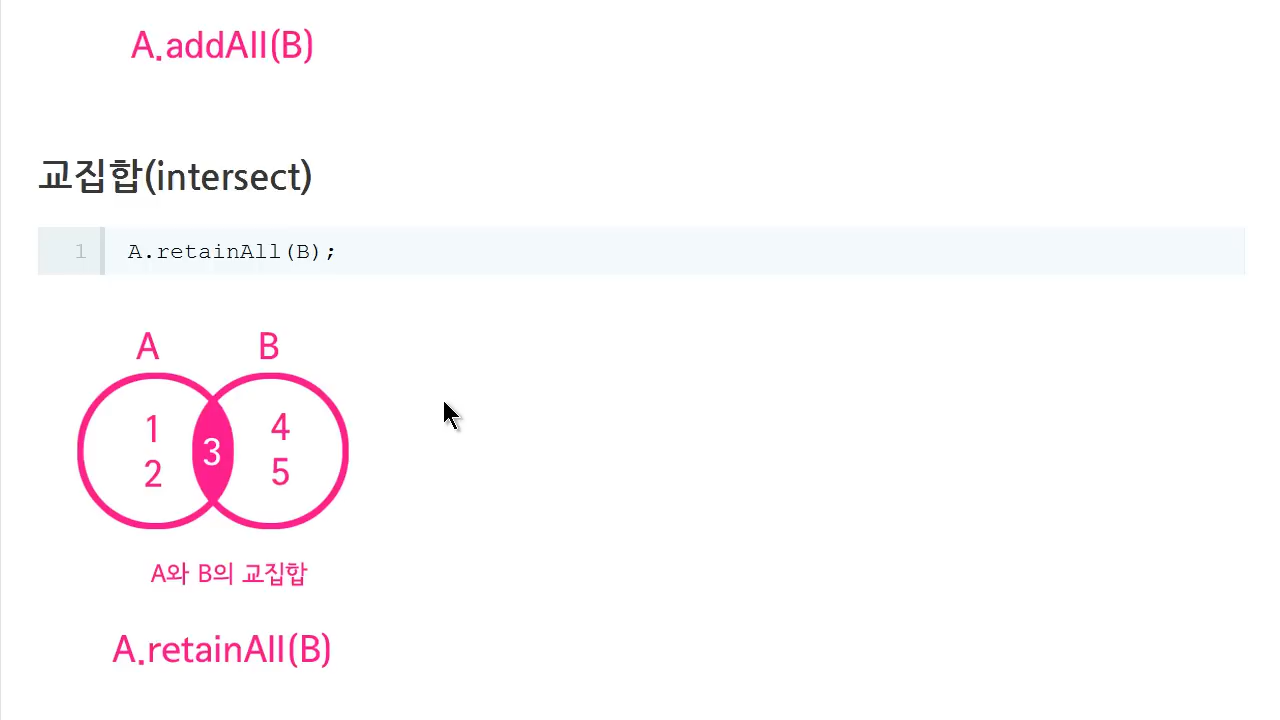 A.addAll(B)
교집합(intersect)
1 A.retainAll(B);
A B
1 4
3
2 5
A와 B의 교집합
A.retainAll(B)